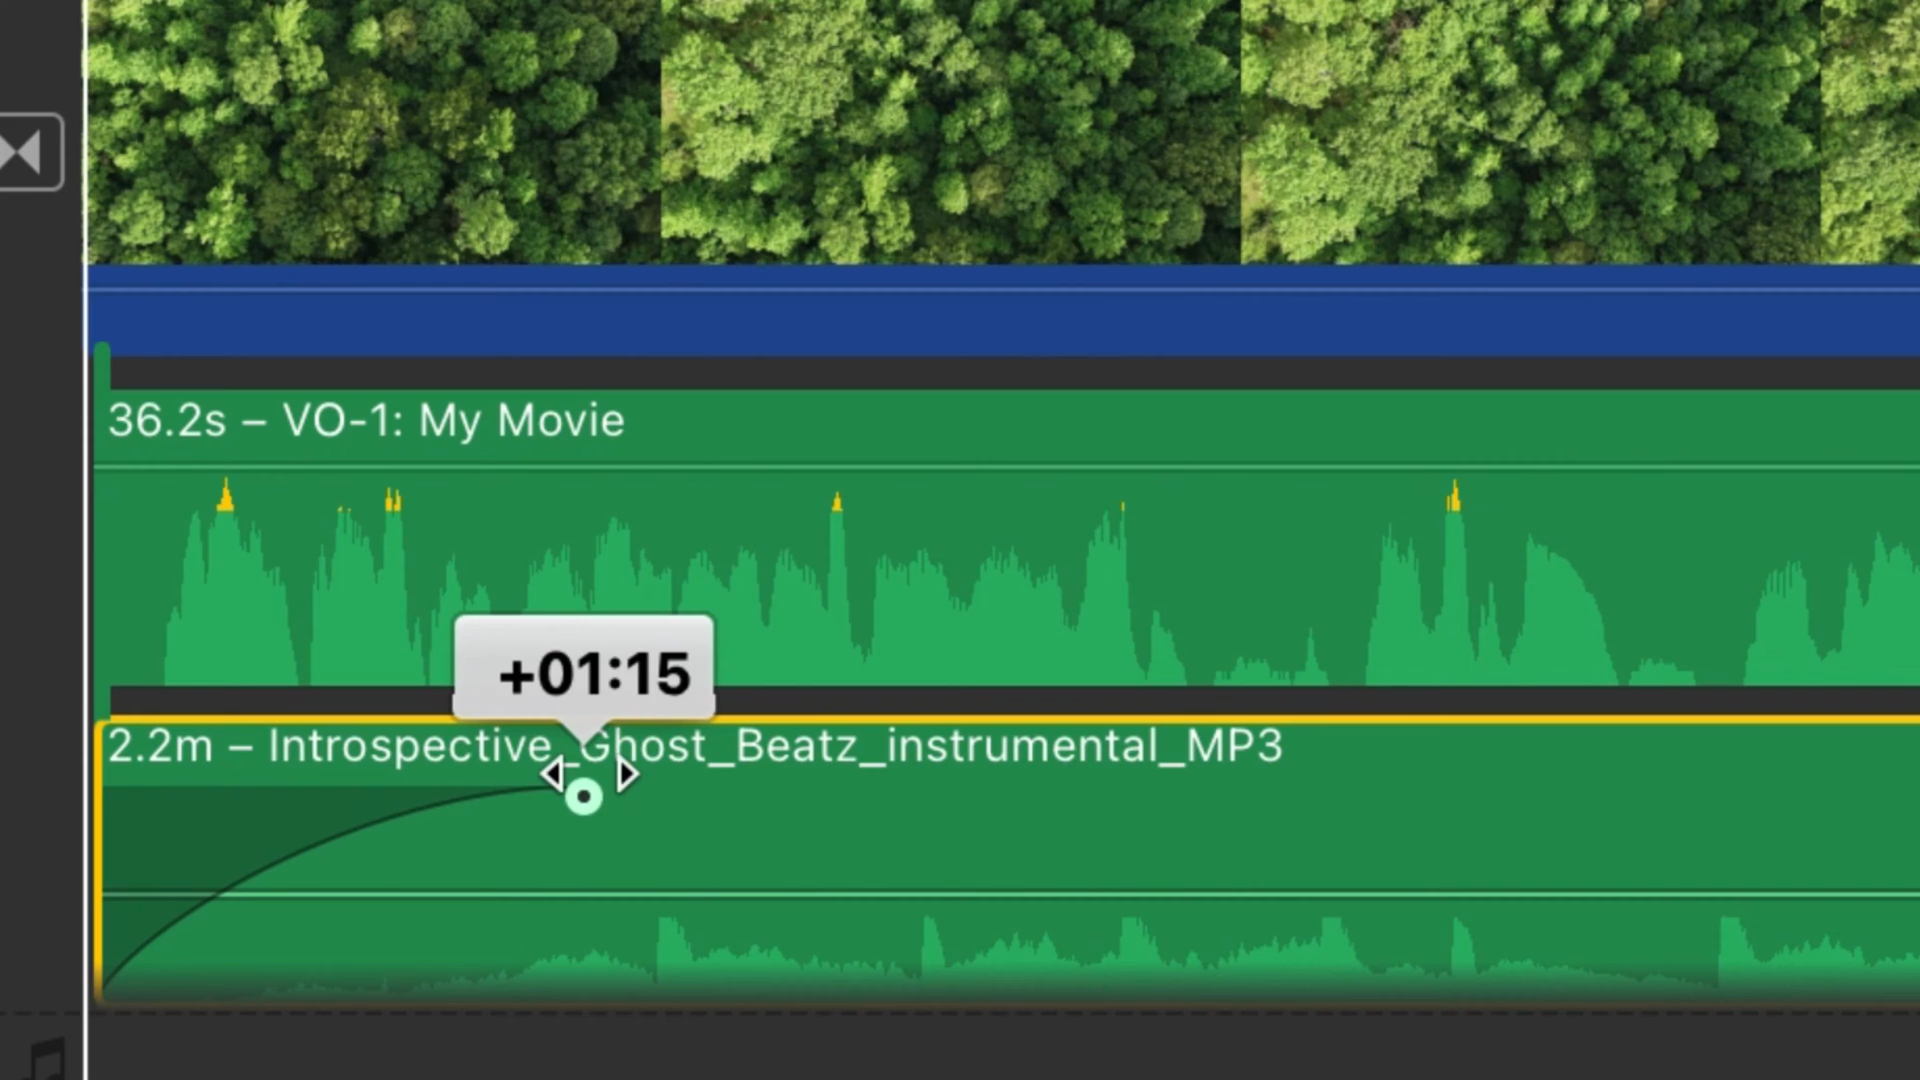 36.2s – VO-1: My Movie
+01:15
2.2m – Introspective_Ghost_Beatz_instrumental_MP3